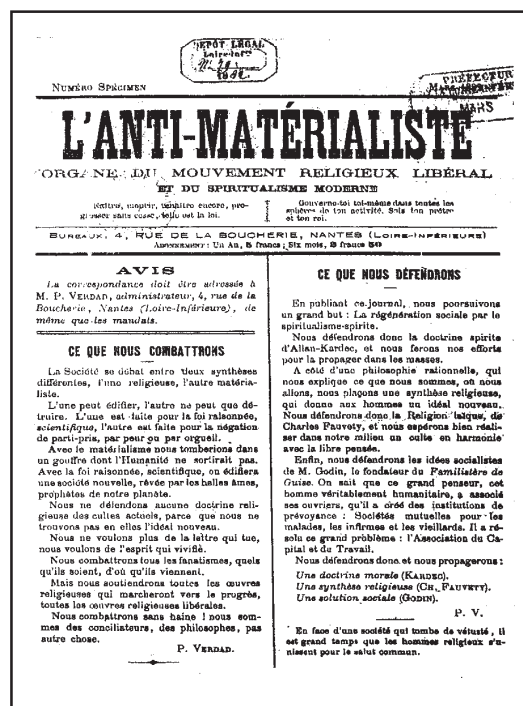 DÉPÔT LÉGAL
Loire-Inf
PRÉFECTUR
MARS
NUMÉRO SPÉCIMEN
L'ANTI-MATÉRIALISTE
ORGANE DU MOUVEMENT RELIGIEUX LIBÉRAL
ET DU SPIRITUALISME MODERNE
Naître, mourir, renaître encore, pro-
gresser sans cesse, telle est la loi.
Gouverne-toi toi-même dans toutes les
sphères de ton activité. Sois ton prêtre
et ton roi.
BUREAUX, 4, RUE DE LA BOUCHERIE, NANTES (LOIRE-INFÉRIEURE)
ABONNEMENT : Un An, 5 francs ; Six mois, 2 francs 50
AVIS
La correspondance doit être adressée à
M. P. VERDAD, administrateur, 4, rue de la
Boucherie, Nantes (Loire-Inférieure), de
même que les mandats.
CE QUE NOUS COMBATTRONS
La Société se débat entre deux synthèses
différentes, l'une religieuse, l'autre matéria-
liste.
L'une peut édifier, l'autre ne peut que dé-
truire. L'une est faite pour la foi raisonnée,
scientifique, l'autre est faite pour la négation
de parti-pris, par peur ou par orgueil.
Avec le matérialisme nous tomberions dans
un gouffre dont l'Humanité ne sortirait pas.
Avec la foi raisonnée, scientifique, on édifiera
une société nouvelle, rêvée par les belles âmes,
prophètes de notre planète.
Nous ne défendons aucune doctrine reli-
gieuse des cultes actuels, parce que nous ne
trouvons pas en elles l'idéal nouveau.
Nous ne voulons plus de la lettre qui tue,
nous voulons de l'esprit qui vivifie.
Nous combattrons tous les fanatismes, quels
qu'ils soient, d'où qu'ils viennent.
Mais nous soutiendrons toutes les œuvres
religieuses qui marcheront vers le progrès,
toutes les œuvres religieuses libérales.
Nous combattrons sans haine ! nous som-
mes des conciliateurs, des philosophes, pas
autre chose.
P. VERDAD.
CE QUE NOUS DÉFENDRONS
En publiant ce journal, nous poursuivons
un grand but : La régénération sociale par le
spiritualisme-spirite.
Nous défendrons donc la doctrine spirite
d'Allan-Kardec, et nous ferons nos efforts
pour la propager dans les masses.
A côté d'une philosophie rationnelle, qui
nous explique ce que nous sommes, où nous
allons, nous plaçons une synthèse religieuse,
qui donne aux hommes un idéal nouveau.
Nous défendrons donc la Religion laïque, de
Charles Fauvety, et nous espérons bien réali-
ser dans notre milieu un culte en harmonie
avec la libre pensée.
Enfin, nous défendrons les idées socialistes
de M. Godin, le fondateur du Familistère de
Guise. On sait que ce grand penseur, cet
homme véritablement humanitaire, a associé
ses ouvriers, qu'il a créé des institutions de
prévoyance : Sociétés mutuelles pour les
malades, les infirmes et les vieillards. Il a ré-
solu ce grand problème : l'Association du Ca-
pital et du Travail.
Nous défendrons donc et nous propagerons :
Une doctrine morale (KARDEC).
Une synthèse religieuse (CH. FAUVETY).
Une solution sociale (GODIN).
P. V.
En face d'une société qui tombe de vétusté, il
est grand temps que les hommes religieux s'u-
nissent pour le salut commun.